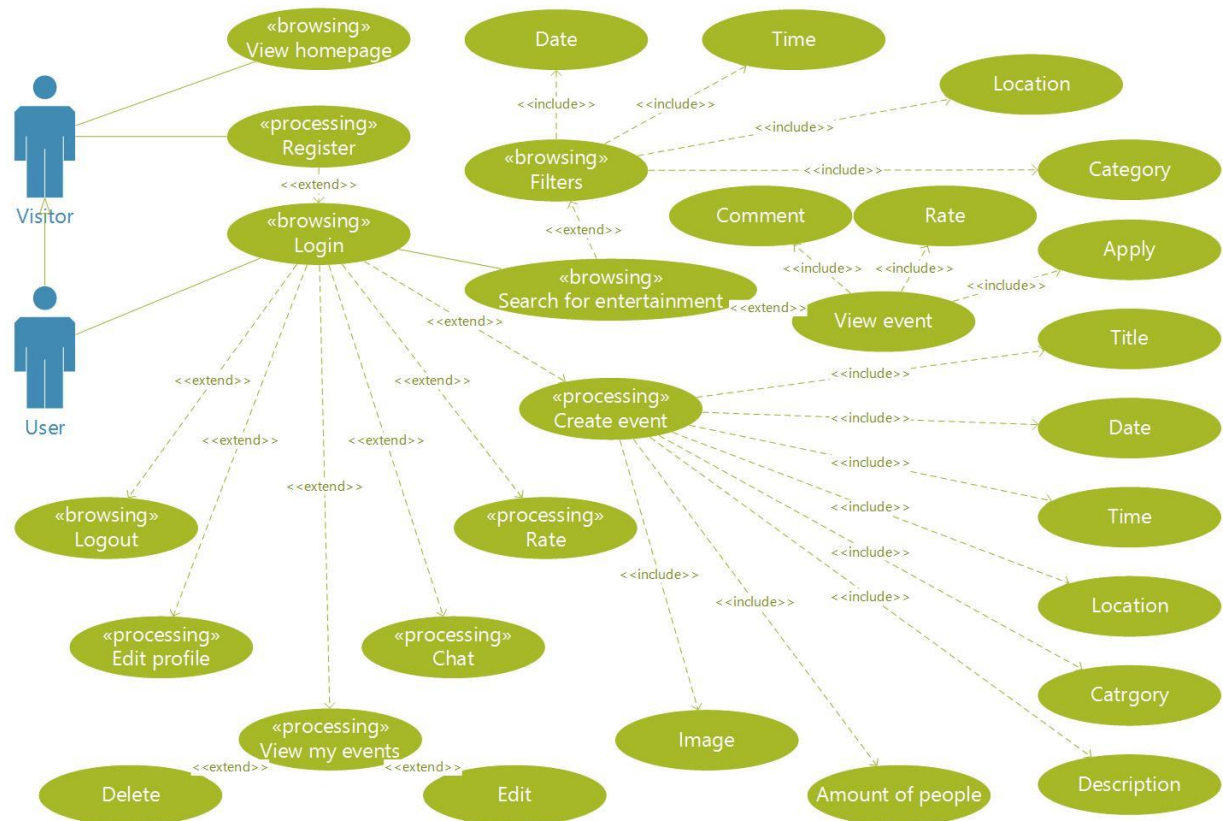 «browsing»
View homepage
Date
Time
Location
<<include>>
<<include>>
<<include>>
«processing»
Register
«browsing»
Filters
<<include>>
Category
Visitor
<<extend>>
«browsing»
Login
<<extend>>
Comment
Rate
Apply
<<include>>
<<include>>
<<include>>
«browsing»
Search for entertainment
<<extend>>
View event
<<extend>>
Title
<<include>>
User
<<extend>>
«processing»
Create event
<<include>>
Date
<<extend>>
<<extend>>
<<include>>
<<extend>>
<<extend>>
<<include>>
Time
«browsing»
Logout
«processing»
Rate
<<include>>
<<include>>
<<include>>
<<include>>
Location
«processing»
Edit profile
«processing»
Chat
Catrgory
«processing»
View my events
Image
<<extend>>
<<extend>>
Delete
Edit
Amount of people
Description